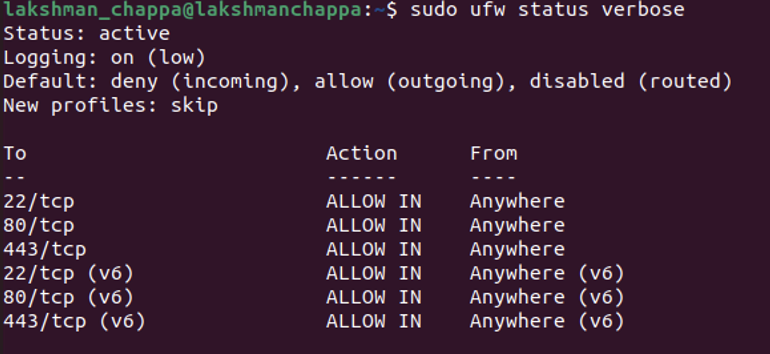 lakshman_chappa@lakshmanchappa:~$ sudo ufw status verbose
Status: active
Logging: on (low)
Default: deny (incoming), allow (outgoing), disabled (routed)
New profiles: skip
To Action From
-- ------ ----
22/tcp ALLOW IN Anywhere
80/tcp ALLOW IN Anywhere
443/tcp ALLOW IN Anywhere
22/tcp (v6) ALLOW IN Anywhere (v6)
80/tcp (v6) ALLOW IN Anywhere (v6)
443/tcp (v6) ALLOW IN Anywhere (v6)